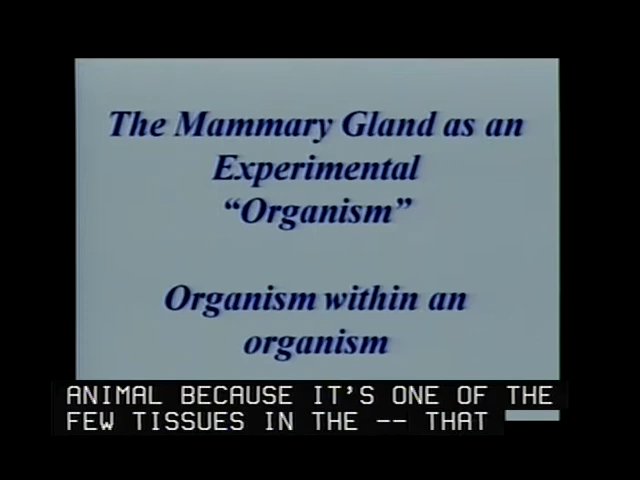 The Mammary Gland as an
Experimental
“Organism”
Organism within an
organism
ANIMAL BECAUSE IT'S ONE OF THE
FEW TISSUES IN THE -- THAT